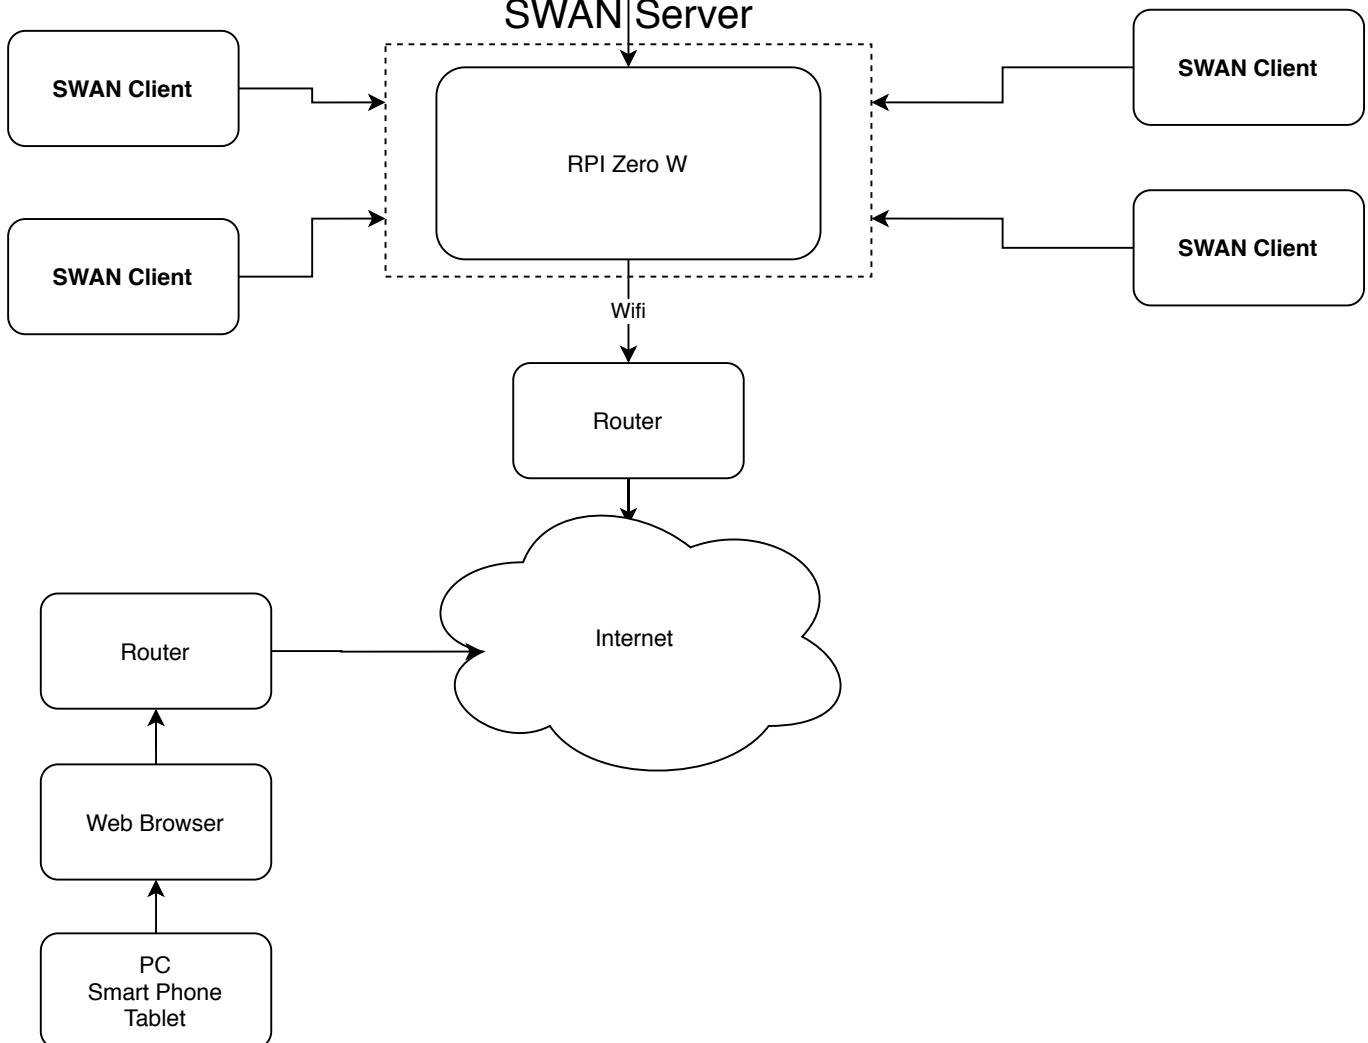 SWAN Server
SWAN Client
SWAN Client
RPI Zero W
SWAN Client
SWAN Client
Wifi
Router
Internet
Router
Web Browser
PC
Smart Phone
Tablet